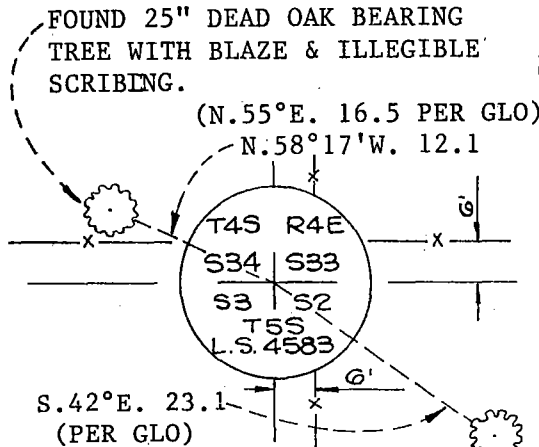 FOUND 25" DEAD OAK BEARING
TREE WITH BLAZE & ILLEGIBLE
SCRIBING.
(N.55°E. 16.5 PER GLO)
N.58°17'W. 12.1
6'
T4S R4E
S34 S33
S3 S2
T5S
L.S. 4583
6'
S.42°E. 23.1
(PER GLO)